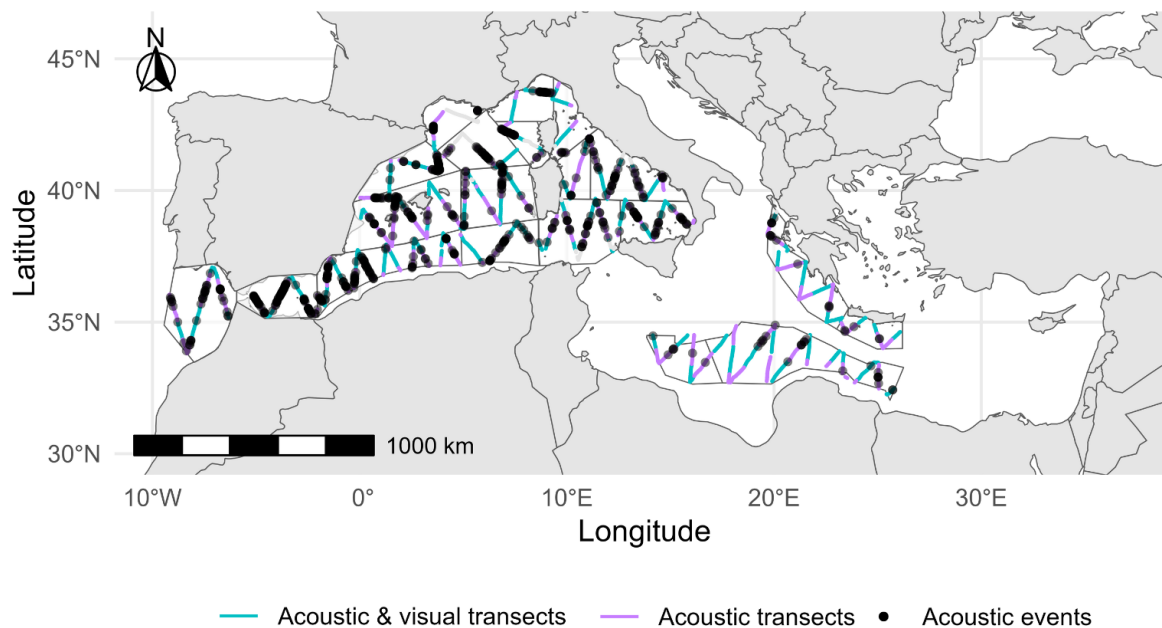 N
45°N
40°N
35°N
30°N
Latitude
1000 km
10°W 0° 10°E 20°E 30°E
Longitude
Acoustic & visual transects Acoustic transects Acoustic events